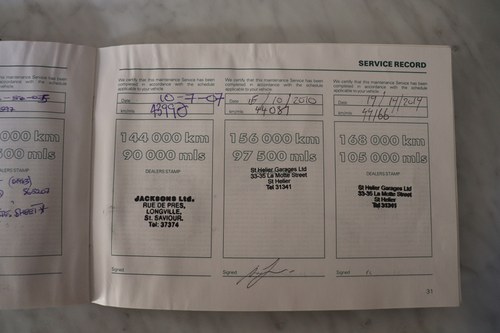 SERVICE RECORD
We certify that this maintenance Service has been
completed in accordance with the schedule
applicable to your vehicle.
Date 10-7-07
43990
144 000 km
90 000 mls
DEALERS STAMP
JACKSONS Ltd.
RUE DE PRES,
LONGVILLE,
St. SAVIOUR.
Tel: 37374
Signed
We certify that this maintenance Service has been
completed in accordance with the schedule
applicable to your vehicle.
Date 15/10/2010
44087
156 000 km
97 500 mls
St Helier Garages Ltd
33-35 La Motte Street
St Helier
Tel 31341
Signed
We certify that this maintenance Service has been
completed in accordance with the schedule
applicable to your vehicle.
Date
44166
168 000 km
105 000 mls
DEALERS STAMP
St Helier Garages Ltd
33-35 La Motte Street
St Helier
Tel 31341
Signed
000 km
500 mls
DEALERS STAMP
31